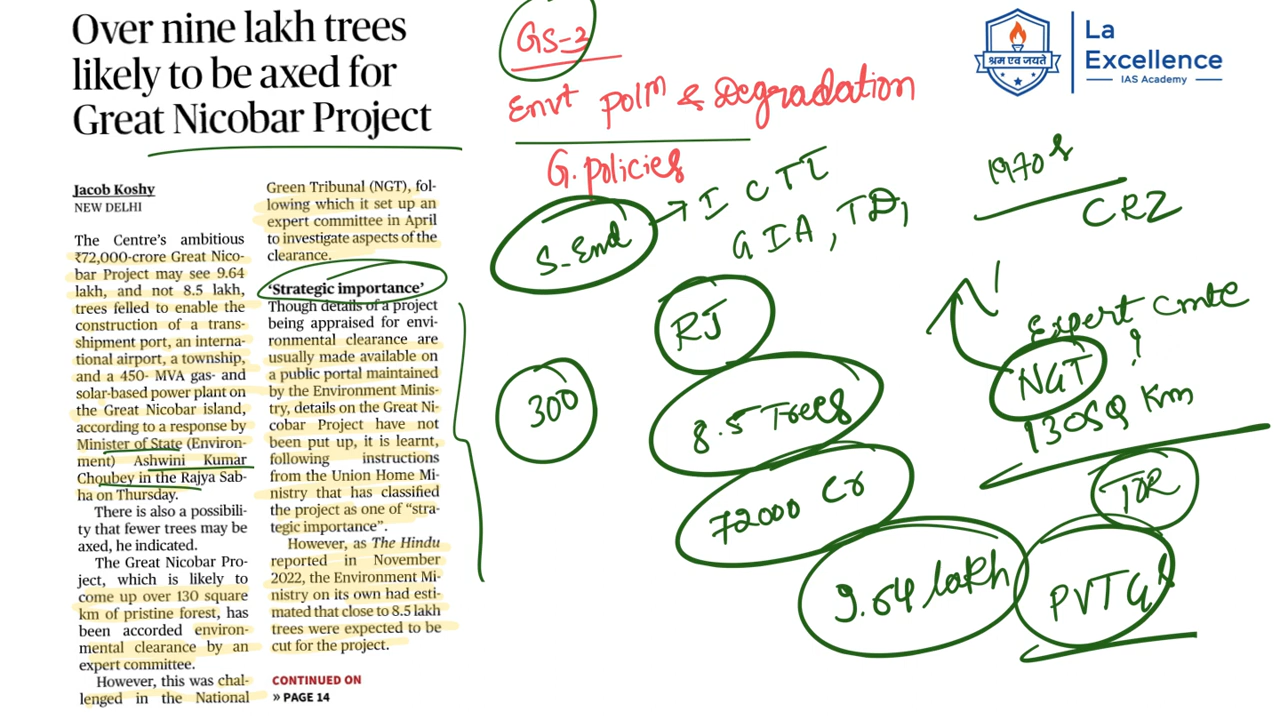 Over nine lakh trees
likely to be axed for
Great Nicobar Project
Jacob Koshy
NEW DELHI
The Centre's ambitious
₹72,000-crore Great Nico-
bar Project may see 9.64
lakh, and not 8.5 lakh,
trees felled to enable the
construction of a trans-
shipment port, an interna-
tional airport, a township,
and a 450- MVA gas- and
solar-based power plant on
the Great Nicobar island,
according to a response by
Minister of State (Environ-
ment) Ashwini Kumar
Choubey in the Rajya Sab-
ha on Thursday.
There is also a possibili-
ty that fewer trees may be
axed, he indicated.
The Great Nicobar Pro-
ject, which is likely to
come up over 130 square
km of pristine forest, has
been accorded environ-
mental clearance by an
expert committee.
However, this was chal-
lenged in the National
Green Tribunal (NGT), fol-
lowing which it set up an
expert committee in April
to investigate aspects of the
clearance.
'Strategic importance'
Though details of a project
being appraised for envi-
ronmental clearance are
usually made available on
a public portal maintained
by the Environment Minis-
try, details on the Great Ni-
cobar Project have not
been put up, it is learnt,
following instructions
from the Union Home Mi-
nistry that has classified
the project as one of "stra-
tegic importance".
However, as The Hindu
reported in November
2022, the Environment Mi-
nistry on its own had esti-
mated that close to 8.5 lakh
trees were expected to be
cut for the project.
CONTINUED ON
» PAGE 14
GS-3
Envt Polln & Degradation
G. policies
S-End
I C T T
G I A , T D,
RJ
300
8.5 Trees
72000 Cr
9.64 lakh
1970s
CRZ
Expert Cmte
NGT
130SQ Km
TOR
PVTGs
श्रम एव जयते
La
Excellence
IAS Academy